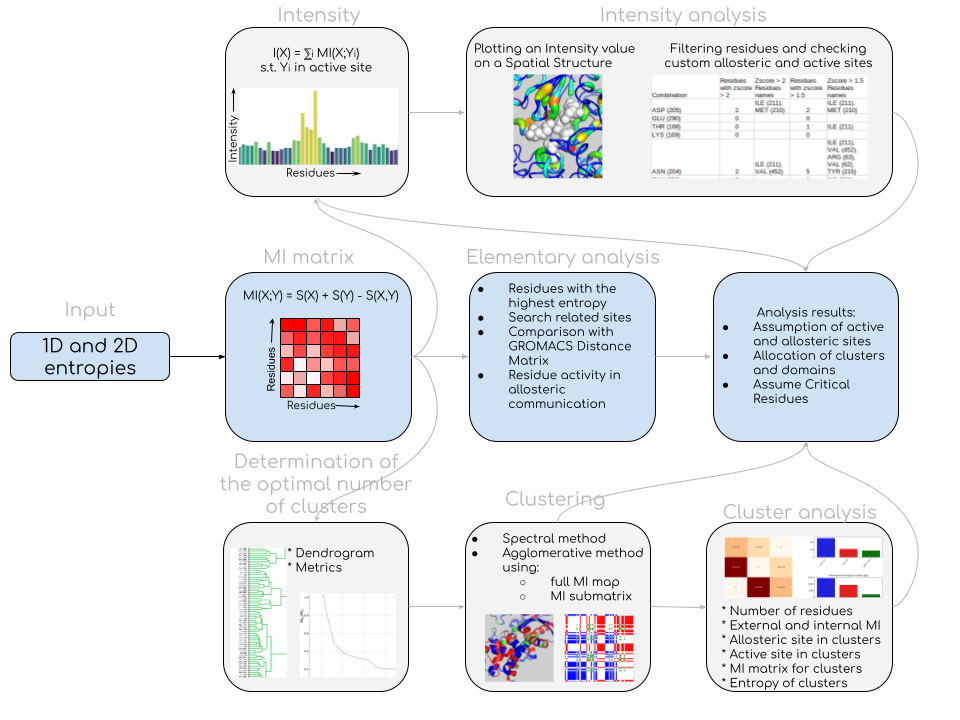 Intensity
I(X) = ∑i MI(X;Yi)
s.t. Yi in active site
Intensity
Residues
Intensity analysis
Plotting an Intensity value
on a Spatial Structure
Filtering residues and checking
custom allosteric and active sites
Combination
Residues with zscore > 2
Zscore > 2 Residues names
Residues with zscore > 1.5
Zscore > 1.5 Residues names
ASP (205) 2 ILE (211), MET (210) 2 ILE (211), MET (210)
GLU (290) 0 0
THR (168) 0 1 ILE (211)
LYS (169) 0 0
ASN (204) 2 ILE (211), VAL (452) 5 ILE (211), VAL (452), ARG (63), VAL (62), TYR (215)
Input
1D and 2D
entropies
MI matrix
MI(X;Y) = S(X) + S(Y) - S(X,Y)
Residues
Residues
Elementary analysis
● Residues with the
highest entropy
● Search related sites
● Comparison with
GROMACS Distance
Matrix
● Residue activity in
allosteric
communication
Analysis results:
● Assumption of active
and allosteric sites
● Allocation of clusters
and domains
● Assume Critical
Residues
Determination of
the optimal number
of clusters
* Dendrogram
* Metrics
Clustering
● Spectral method
● Agglomerative method
using:
○ full MI map
○ MI submatrix
Cluster analysis
* Number of residues
* External and internal MI
* Allosteric site in clusters
* Active site in clusters
* MI matrix for clusters
* Entropy of clusters